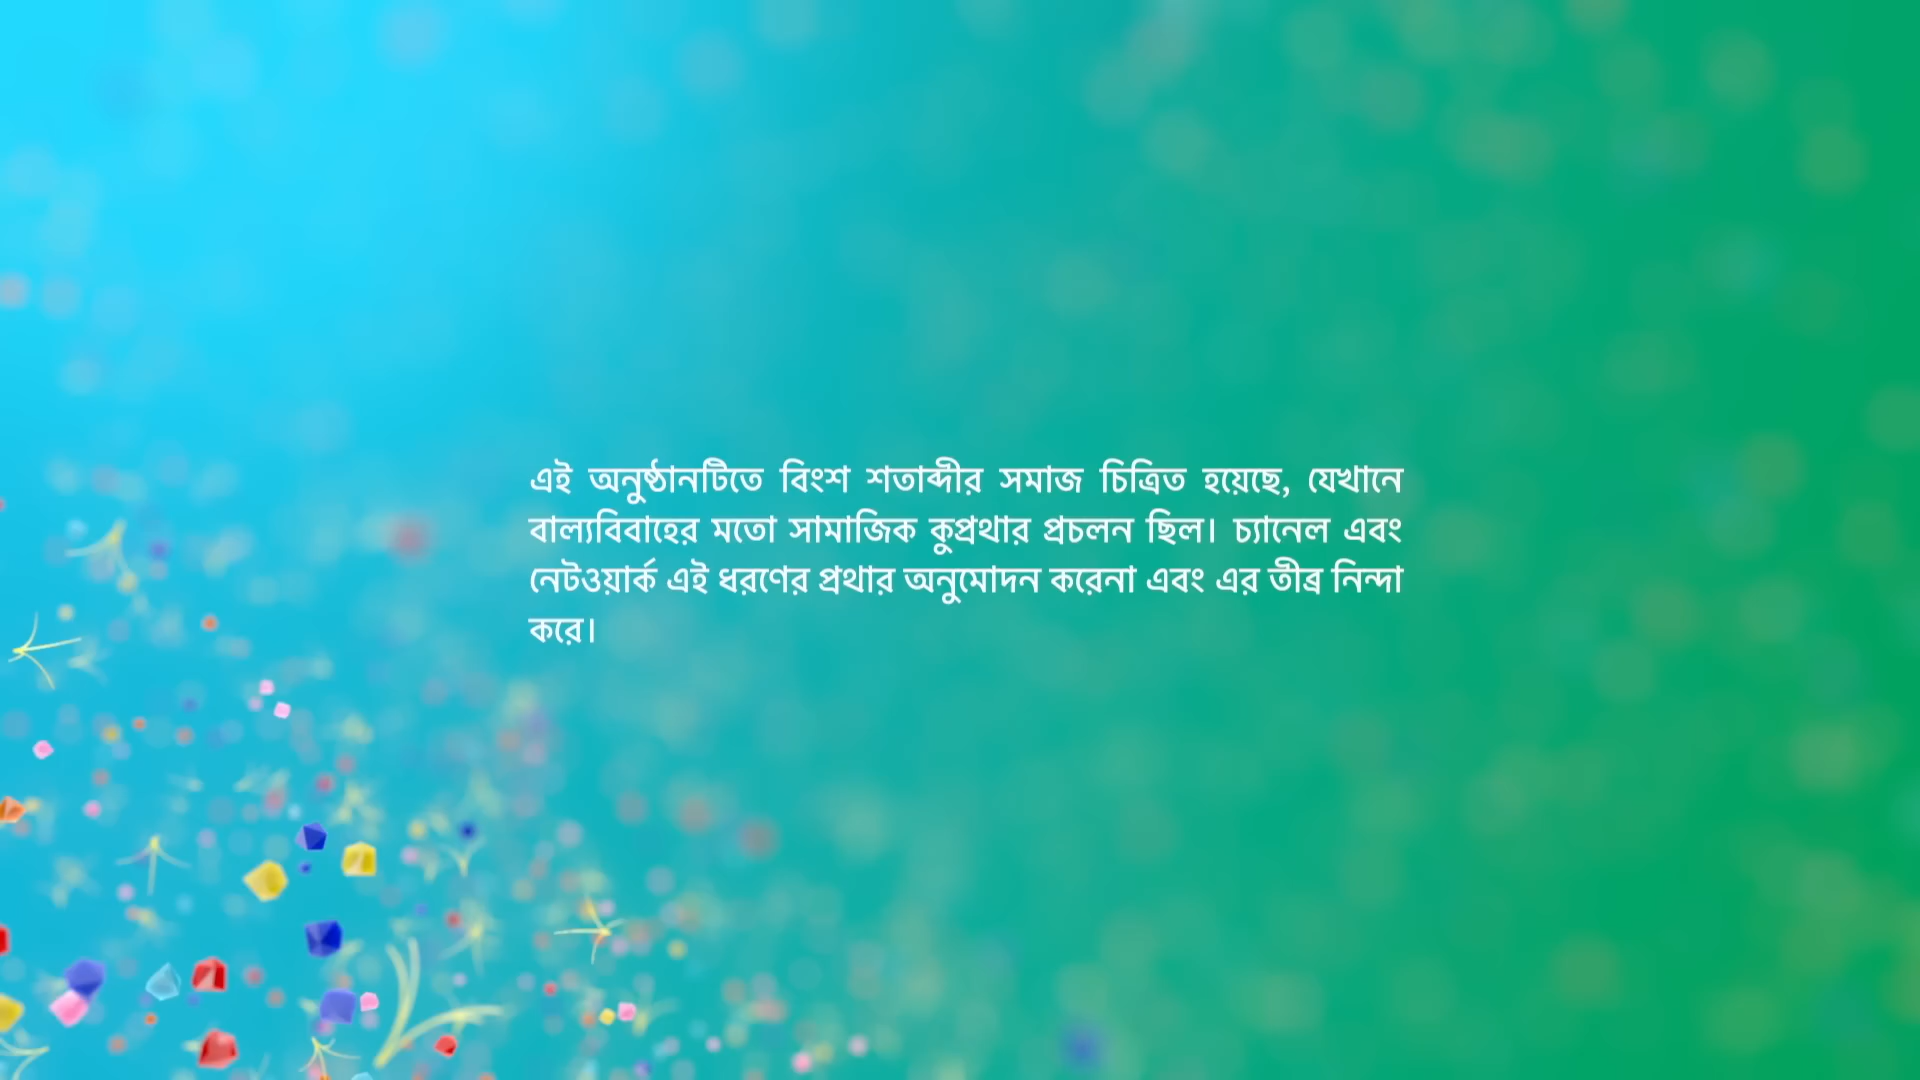 এই অনুষ্ঠানটিতে বিংশ শতাব্দীর সমাজ চিত্রিত হয়েছে, যেখানে
বাল্যবিবাহের মতো সামাজিক কুপ্রথার প্রচলন ছিল। চ্যানেল এবং
নেটওয়ার্ক এই ধরণের প্রথার অনুমোদন করেনা এবং এর তীব্র নিন্দা
করে।